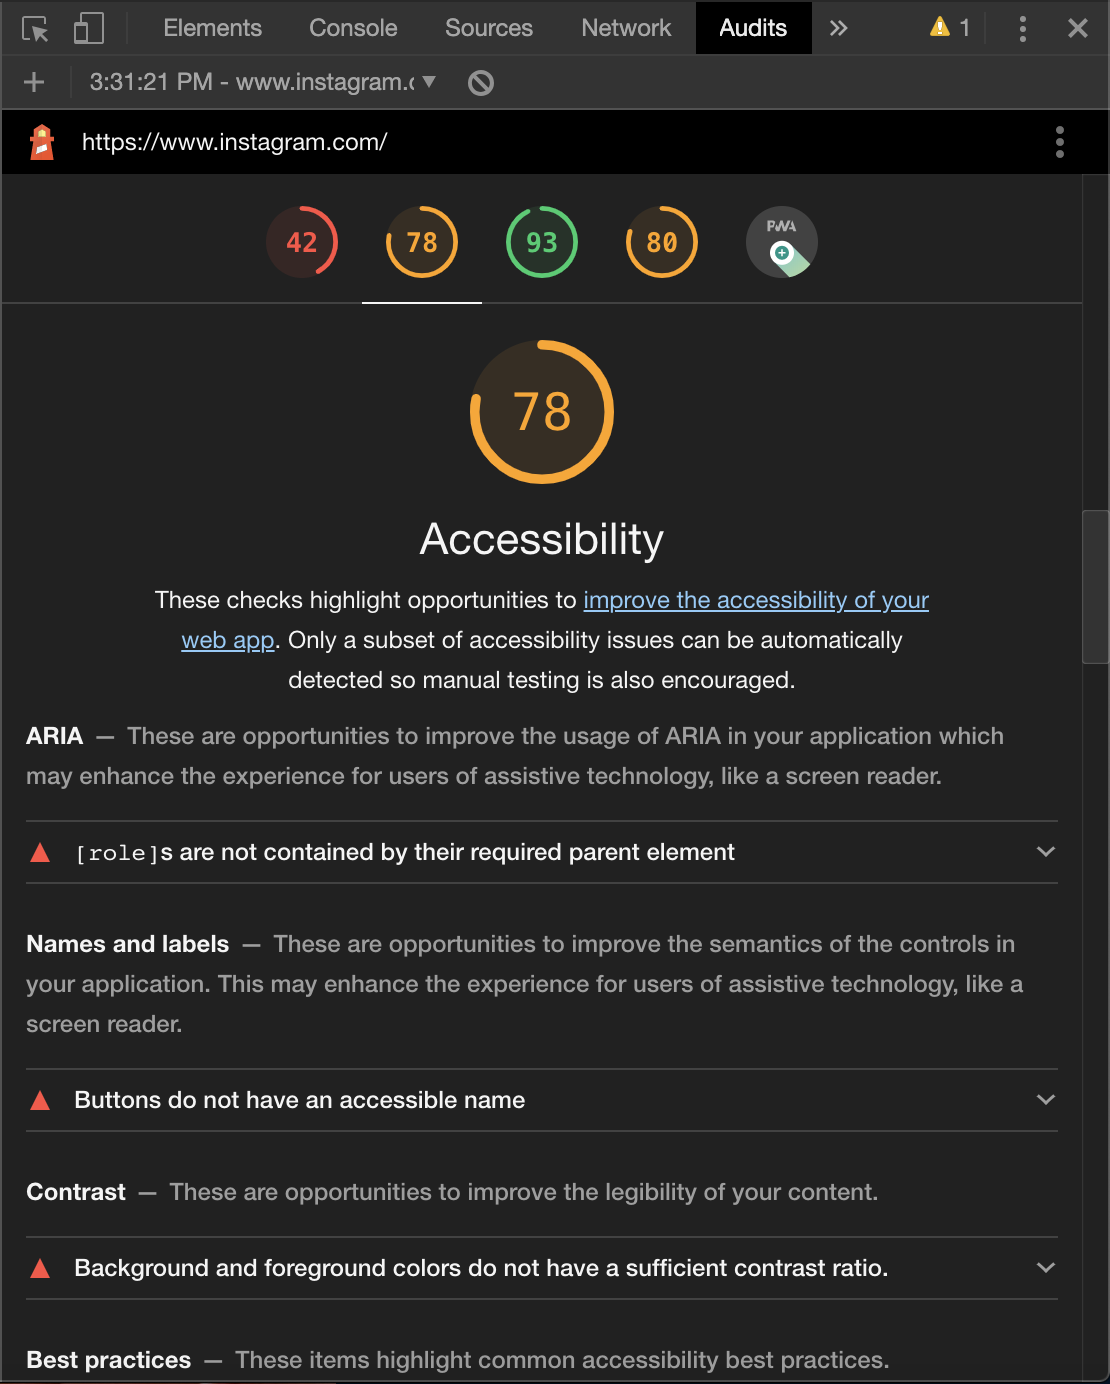 Elements Console Sources Network Audits » 1
3:31:21 PM - www.instagram.c
https://www.instagram.com/
42 78 93 80 PWA
78
Accessibility
These checks highlight opportunities to improve the accessibility of your
web app. Only a subset of accessibility issues can be automatically
detected so manual testing is also encouraged.
ARIA — These are opportunities to improve the usage of ARIA in your application which
may enhance the experience for users of assistive technology, like a screen reader.
[role]s are not contained by their required parent element
Names and labels — These are opportunities to improve the semantics of the controls in
your application. This may enhance the experience for users of assistive technology, like a
screen reader.
Buttons do not have an accessible name
Contrast — These are opportunities to improve the legibility of your content.
Background and foreground colors do not have a sufficient contrast ratio.
Best practices — These items highlight common accessibility best practices.